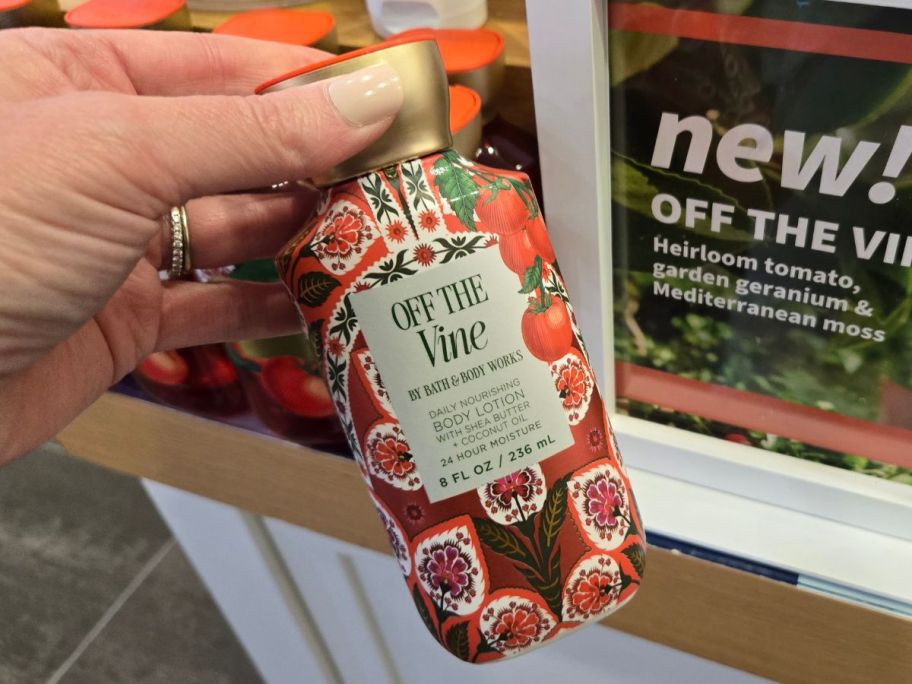 OFF THE
Vine
BY BATH & BODY WORKS
DAILY NOURISHING
BODY LOTION
WITH SHEA BUTTER
+ COCONUT OIL
24 HOUR MOISTURE
8 FL OZ / 236 mL
new!
OFF THE VI
Heirloom tomato,
garden geranium &
Mediterranean moss